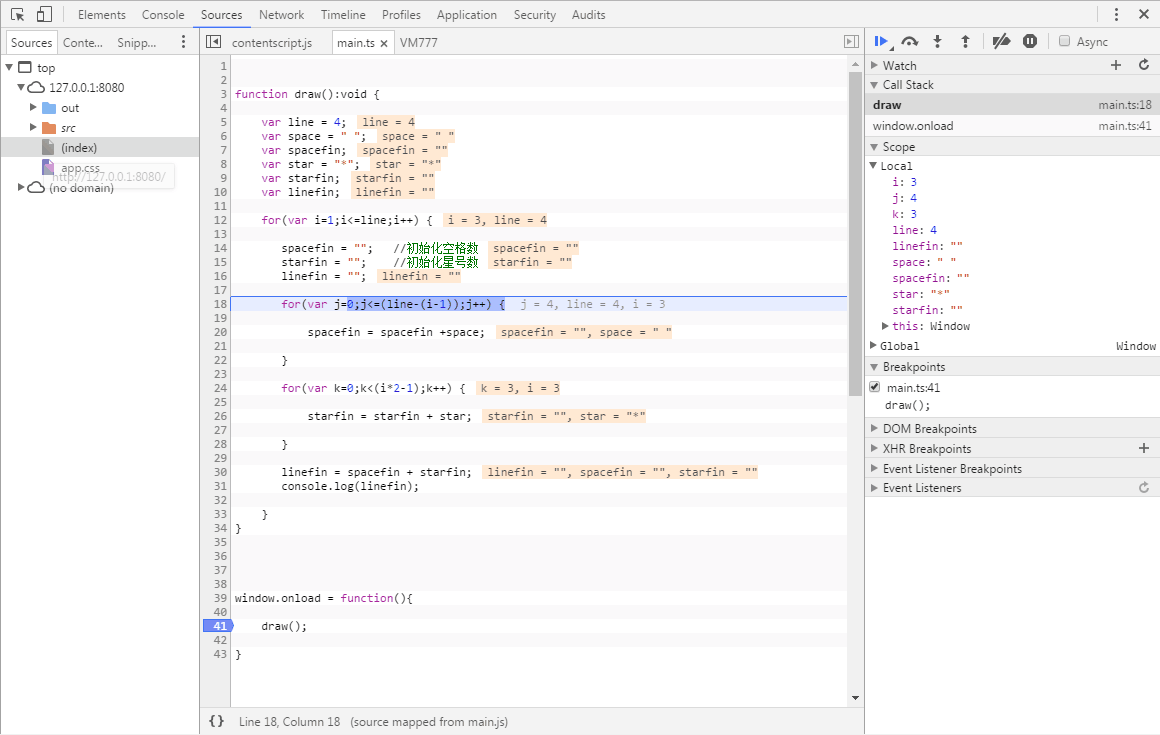 Elements Console Sources Network Timeline Profiles Application Security Audits
Sources Conte... Snipp...
top
127.0.0.1:8080
out
src
(index)
app.css
http://127.0.0.1:8080/
(no domain)
contentscript.js main.ts × VM777
1
2
3 function draw():void {
4
5 var line = 4; line = 4
6 var space = " "; space = " "
7 var spacefin; spacefin = ""
8 var star = "*"; star = "*"
9 var starfin; starfin = ""
10 var linefin; linefin = ""
11
12 for(var i=1;i<=line;i++) { i = 3, line = 4
13
14 spacefin = ""; //初始化空格数 spacefin = ""
15 starfin = ""; //初始化星号数 starfin = ""
16 linefin = ""; linefin = ""
17
18 for(var j=0;j<=(line-(i-1));j++) { j = 4, line = 4, i = 3
19
20 spacefin = spacefin +space; spacefin = "", space = " "
21
22 }
23
24 for(var k=0;k<(i*2-1);k++) { k = 3, i = 3
25
26 starfin = starfin + star; starfin = "", star = "*"
27
28 }
29
30 linefin = spacefin + starfin; linefin = "", spacefin = "", starfin = ""
31 console.log(linefin);
32
33 }
34 }
35
36
37
38
39 window.onload = function(){
40
41 draw();
42
43 }
{} Line 18, Column 18 (source mapped from main.js)
Async
Watch
Call Stack
draw main.ts:18
window.onload main.ts:41
Scope
Local
i: 3
j: 4
k: 3
line: 4
linefin: ""
space: " "
spacefin: ""
star: "*"
starfin: ""
this: Window
Global Window
Breakpoints
main.ts:41
draw();
DOM Breakpoints
XHR Breakpoints
Event Listener Breakpoints
Event Listeners